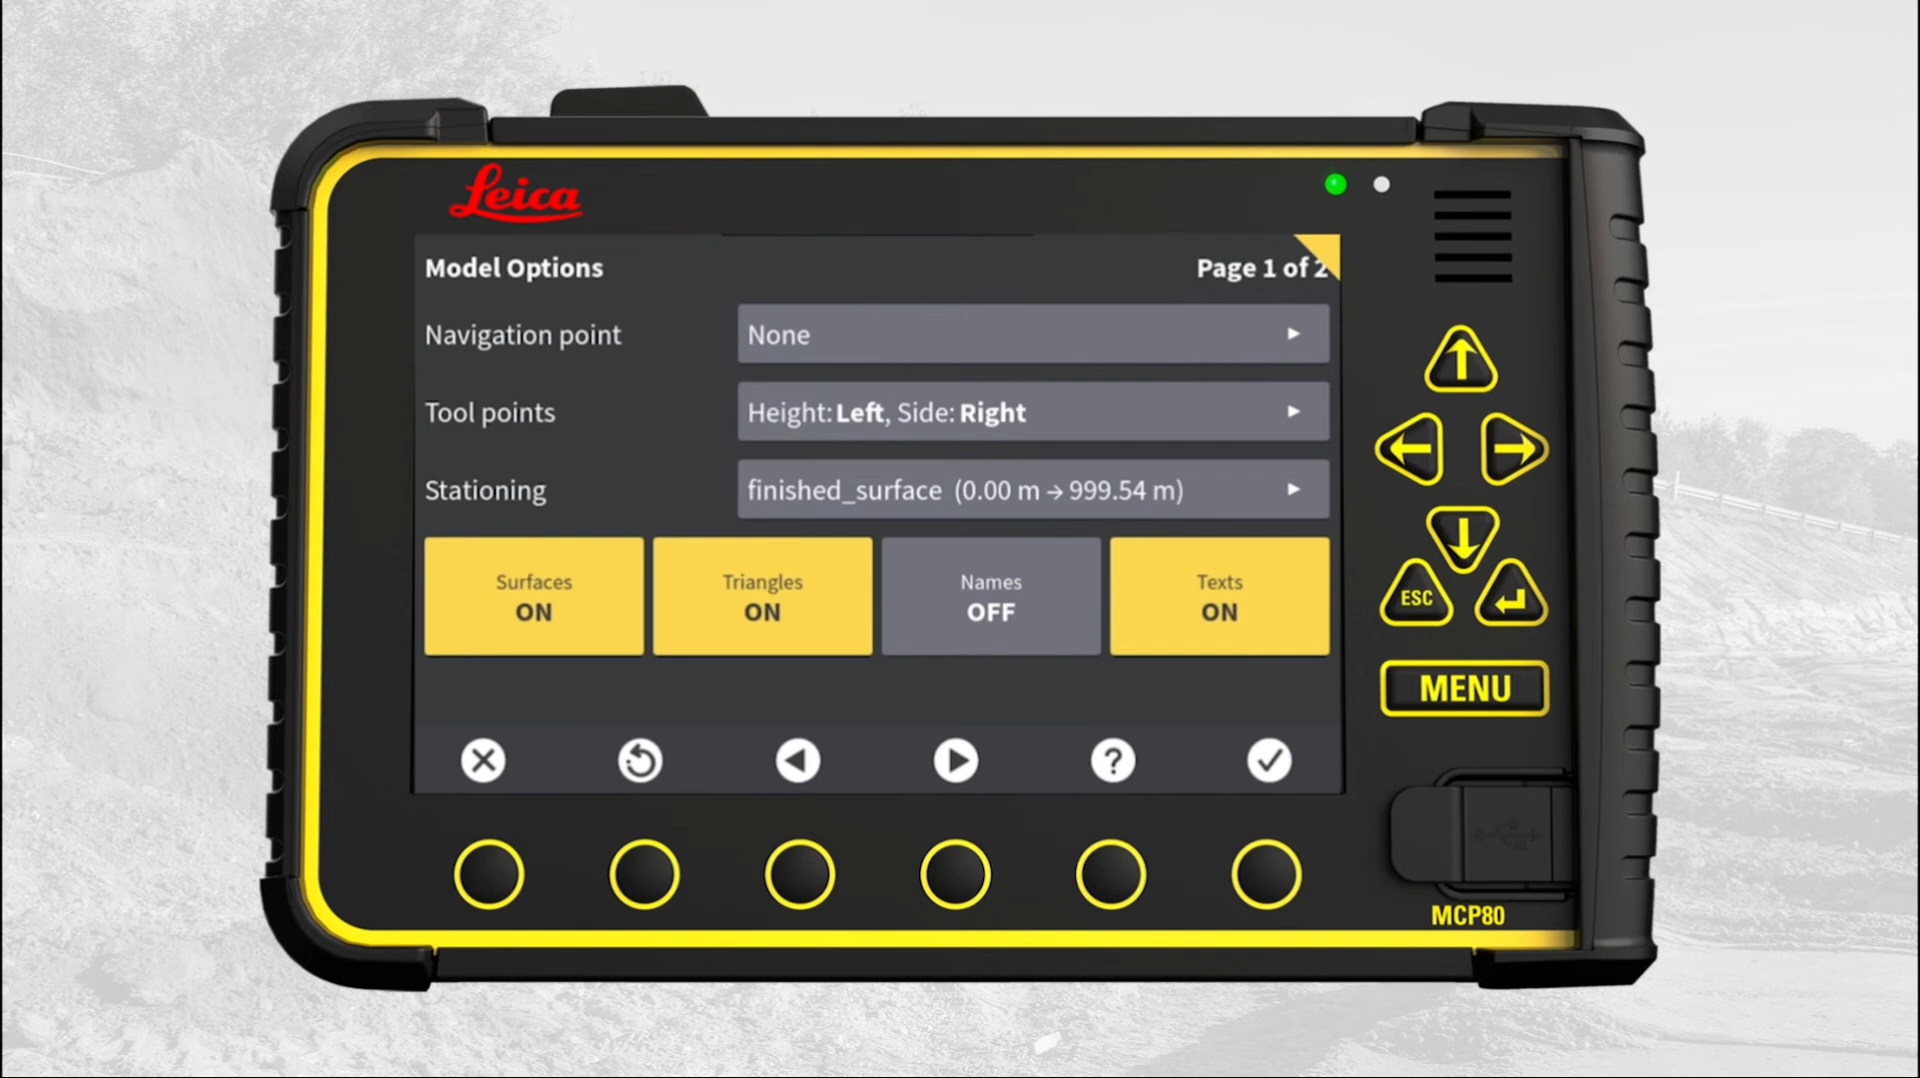 Leica
Model Options
Page 1 of 2
Navigation point
None
Tool points
Height: Left, Side: Right
Stationing
finished_surface (0.00 m → 999.54 m)
Surfaces
ON
Triangles
ON
Names
OFF
Texts
ON
?
ESC
MENU
MCP80